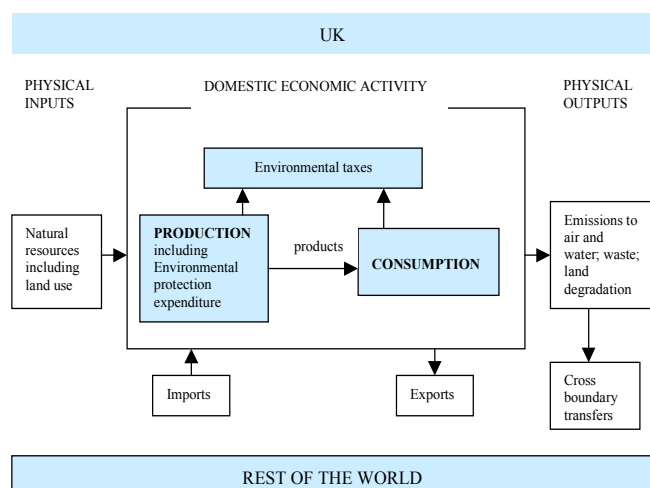 UK
PHYSICAL
INPUTS
DOMESTIC ECONOMIC ACTIVITY
PHYSICAL
OUTPUTS
Environmental taxes
Natural
resources
including
land use
PRODUCTION
including
Environmental
protection
expenditure
products
CONSUMPTION
Emissions to
air and
water; waste;
land
degradation
Imports
Exports
Cross
boundary
transfers
REST OF THE WORLD